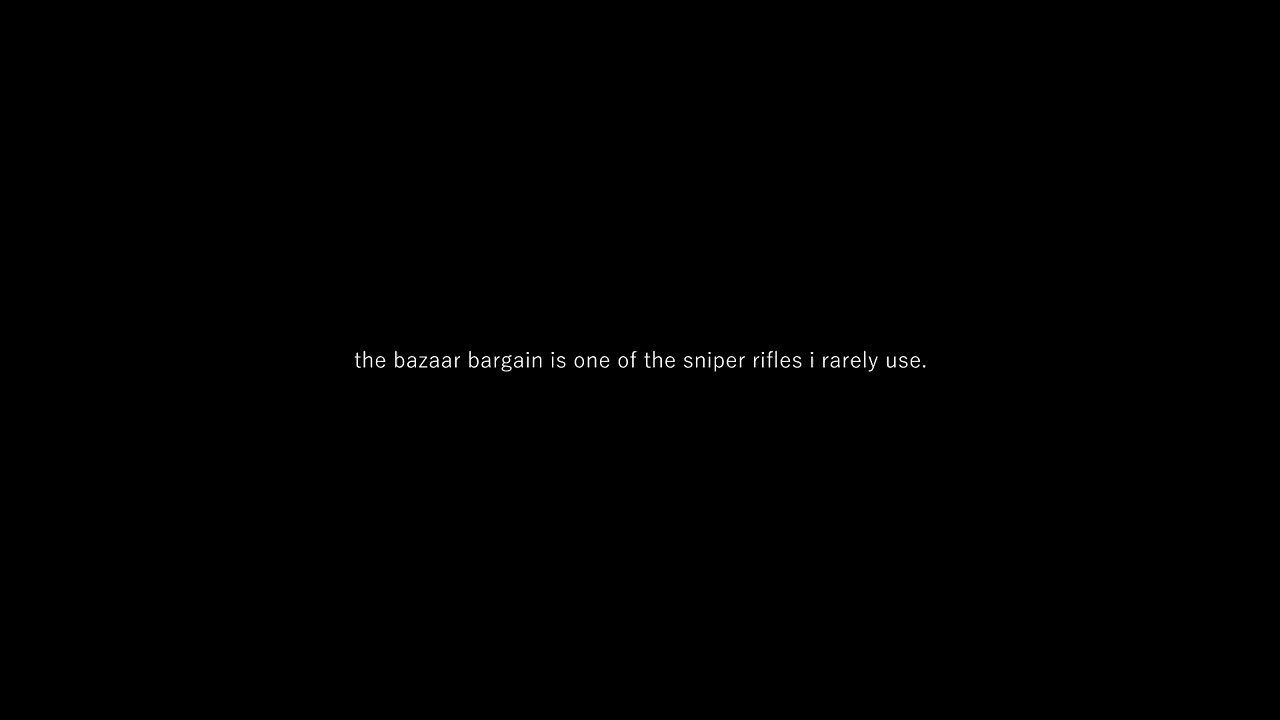 the bazaar bargain is one of the sniper rifles i rarely use.